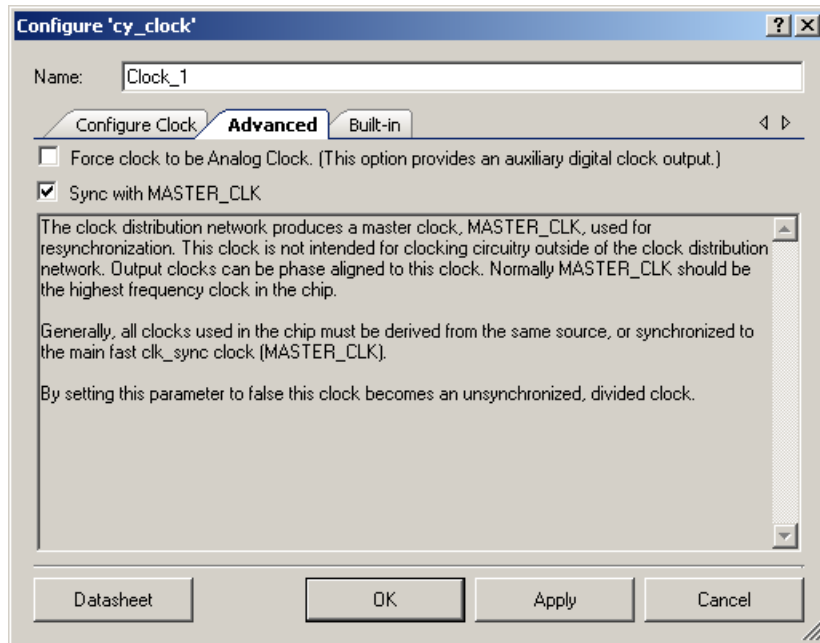 Configure 'cy_clock'
Name: Clock_1
Configure Clock Advanced Built-in
Force clock to be Analog Clock. (This option provides an auxiliary digital clock output.)
Sync with MASTER_CLK
The clock distribution network produces a master clock, MASTER_CLK, used for
resynchronization. This clock is not intended for clocking circuitry outside of the clock distribution
network. Output clocks can be phase aligned to this clock. Normally MASTER_CLK should be
the highest frequency clock in the chip.
Generally, all clocks used in the chip must be derived from the same source, or synchronized to
the main fast clk_sync clock (MASTER_CLK).
By setting this parameter to false this clock becomes an unsynchronized, divided clock.
Datasheet OK Apply Cancel